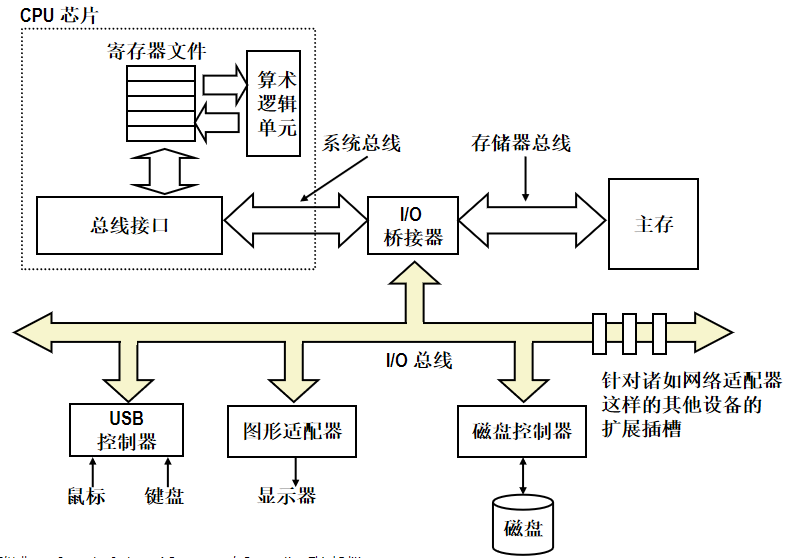 CPU 芯片
寄存器文件
算术
逻辑
单元
系统总线
存储器总线
总线接口
I/O
桥接器
主存
I/O 总线
针对诸如网络适配器
这样的其他设备的
扩展插槽
USB
控制器
图形适配器
磁盘控制器
鼠标
键盘
显示器
磁盘